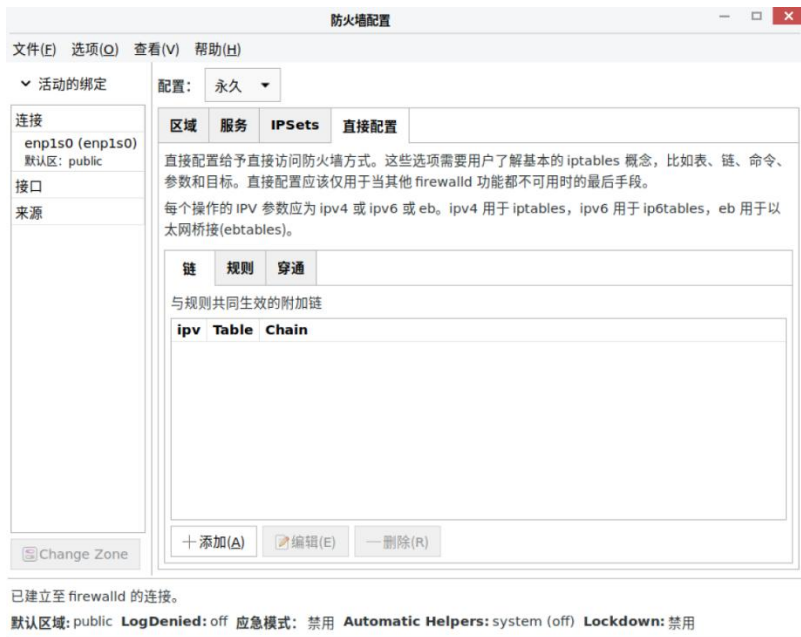 防火墙配置
文件(F) 选项(O) 查看(V) 帮助(H)
活动的绑定
连接
enp1s0 (enp1s0)
默认区: public
接口
来源
Change Zone
配置: 永久
区域 服务 IPSets 直接配置
直接配置给予直接访问防火墙方式。这些选项需要用户了解基本的 iptables 概念，比如表、链、命令、
参数和目标。直接配置应该仅用于当其他 firewalld 功能都不可用时的最后手段。
每个操作的 IPV 参数应为 ipv4 或 ipv6 或 eb。ipv4 用于 iptables，ipv6 用于 ip6tables，eb 用于以
太网桥接(ebtables)。
链 规则 穿通
与规则共同生效的附加链
ipv Table Chain
添加(A) 编辑(E) 删除(R)
已建立至 firewalld 的连接。
默认区域: public LogDenied: off 应急模式: 禁用 Automatic Helpers: system (off) Lockdown: 禁用